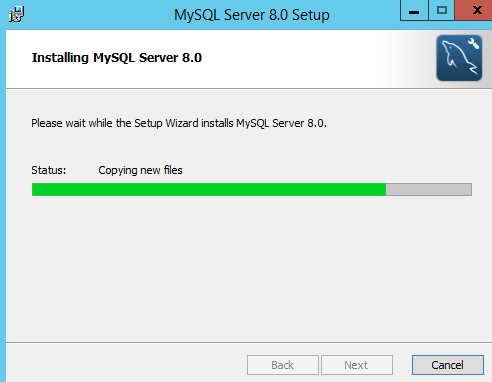 MySQL Server 8.0 Setup
Installing MySQL Server 8.0
Please wait while the Setup Wizard installs MySQL Server 8.0.
Status: Copying new files
Back Next Cancel